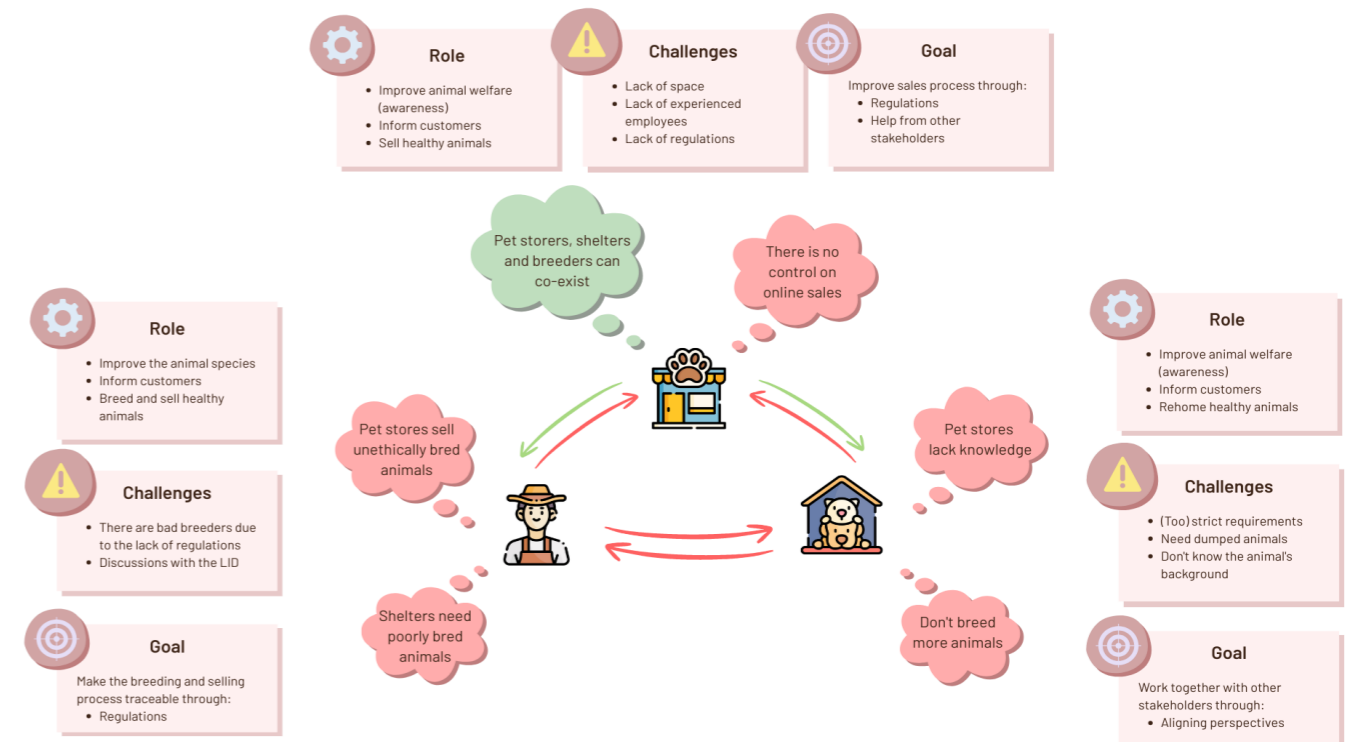 Role
• Improve animal welfare
(awareness)
• Inform customers
• Sell healthy animals
Challenges
• Lack of space
• Lack of experienced
employees
• Lack of regulations
Goal
Improve sales process through:
• Regulations
• Help from other
stakeholders
Pet storers, shelters
and breeders can
co-exist
There is no
control on
online sales
Role
• Improve the animal species
• Inform customers
• Breed and sell healthy
animals
Challenges
• There are bad breeders due
to the lack of regulations
• Discussions with the LID
Goal
Make the breeding and selling
process traceable through:
• Regulations
Pet stores sell
unethically bred
animals
Shelters need
poorly bred
animals
Pet stores
lack knowledge
Don't breed
more animals
Role
• Improve animal welfare
(awareness)
• Inform customers
• Rehome healthy animals
Challenges
• (Too) strict requirements
• Need dumped animals
• Don't know the animal's
background
Goal
Work together with other
stakeholders through:
• Aligning perspectives